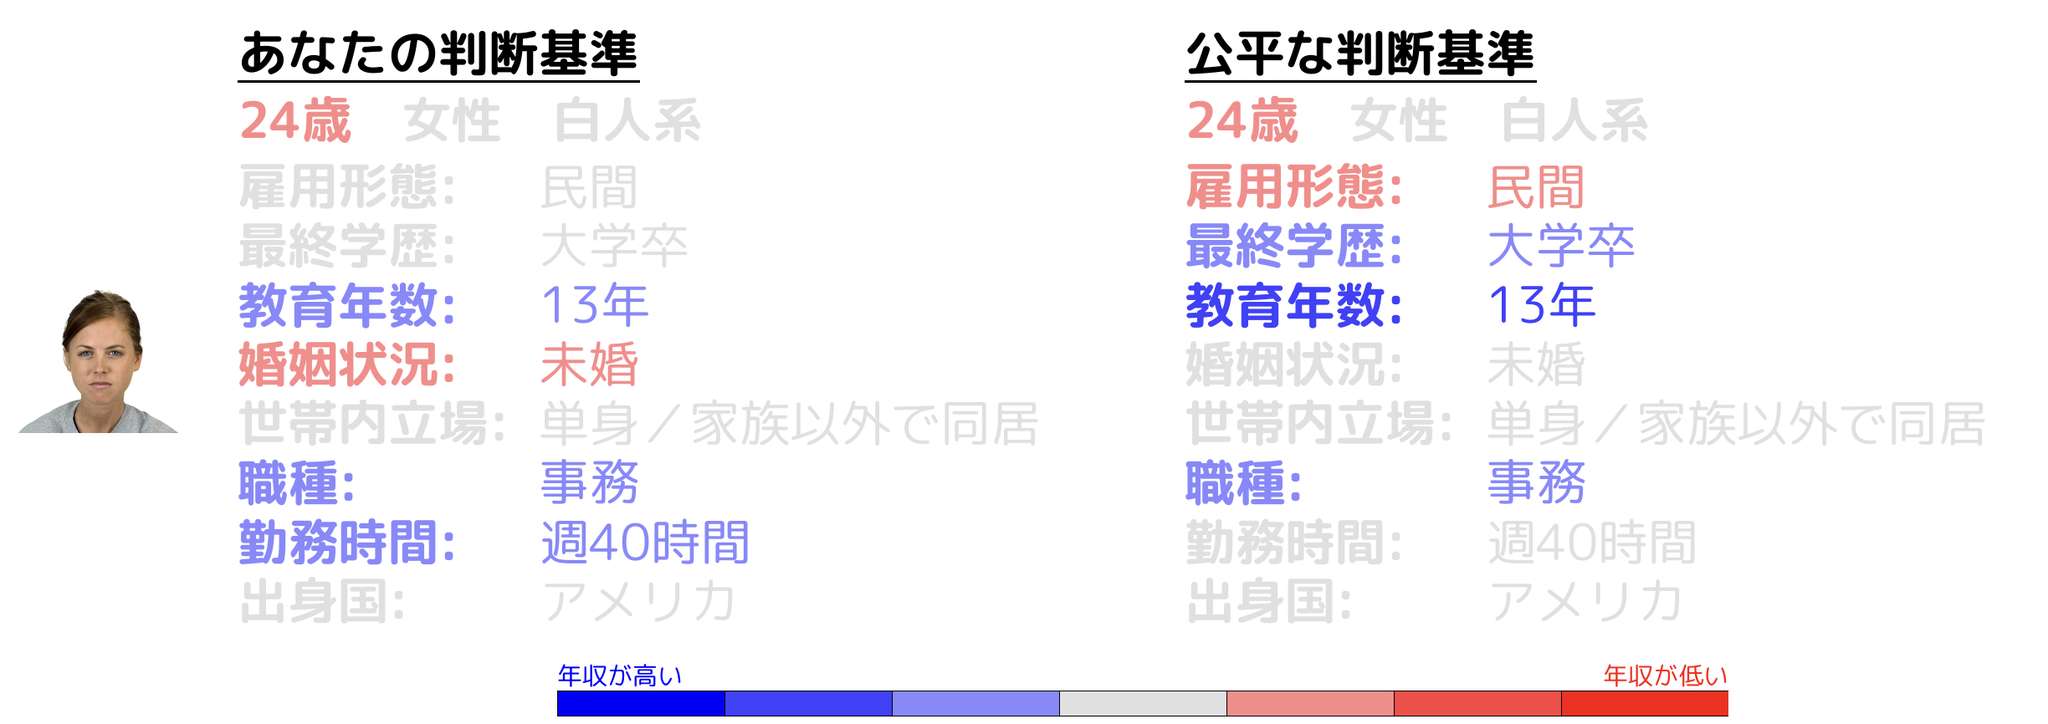 あなたの判断基準
24歳 女性 白人系
雇用形態: 民間
最終学歴: 大学卒
教育年数: 13年
婚姻状況: 未婚
世帯内立場: 単身／家族以外で同居
職種: 事務
勤務時間: 週40時間
出身国: アメリカ
公平な判断基準
24歳 女性 白人系
雇用形態: 民間
最終学歴: 大学卒
教育年数: 13年
婚姻状況: 未婚
世帯内立場: 単身／家族以外で同居
職種: 事務
勤務時間: 週40時間
出身国: アメリカ
年収が高い
年収が低い